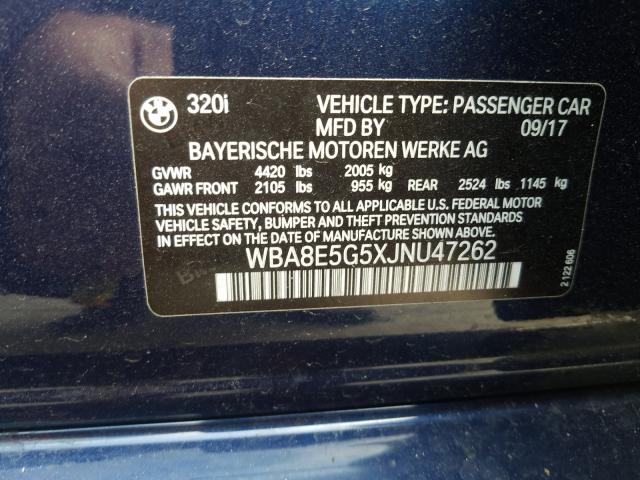 320i VEHICLE TYPE: PASSENGER CAR
MFD BY 09/17
BAYERISCHE MOTOREN WERKE AG
GVWR 4420 lbs 2005 kg
GAWR FRONT 2105 lbs 955 kg REAR 2524 lbs 1145 kg
THIS VEHICLE CONFORMS TO ALL APPLICABLE U.S. FEDERAL MOTOR
VEHICLE SAFETY, BUMPER AND THEFT PREVENTION STANDARDS
IN EFFECT ON THE DATE OF MANUFACTURE SHOWN ABOVE.
WBA8E5G5XJNU47262
2 122 606